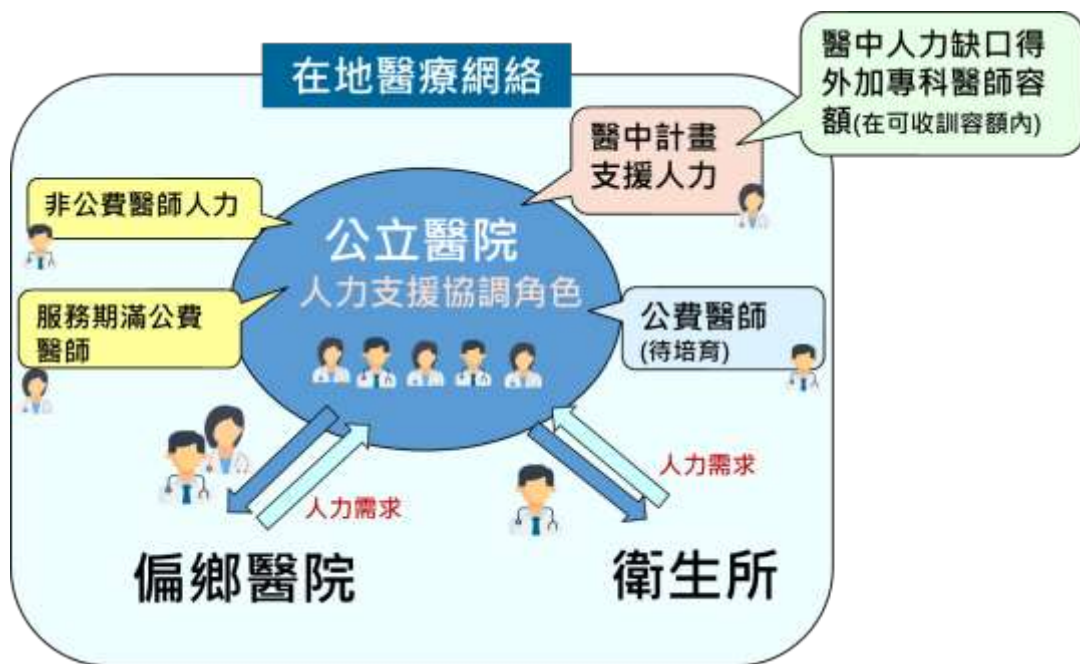 在地醫療網絡
醫中人力缺口得
外加專科醫師容
額(在可收訓容額內)
醫中計畫
支援人力
非公費醫師人力
公立醫院
人力支援協調角色
服務期滿公費
醫師
公費醫師
(待培育)
人力需求
人力需求
偏鄉醫院
衛生所